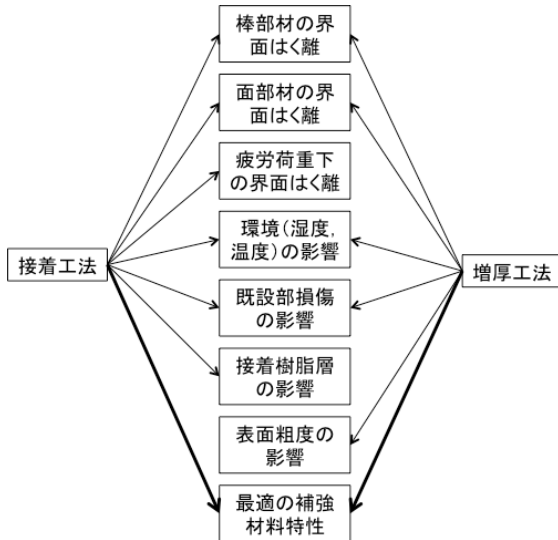 棒部材の界
面はく離
面部材の界
面はく離
疲労荷重下
の界面はく離
環境(湿度,
温度)の影響
接着工法
増厚工法
既設部損傷
の影響
接着樹脂層
の影響
表面粗度の
影響
最適の補強
材料特性